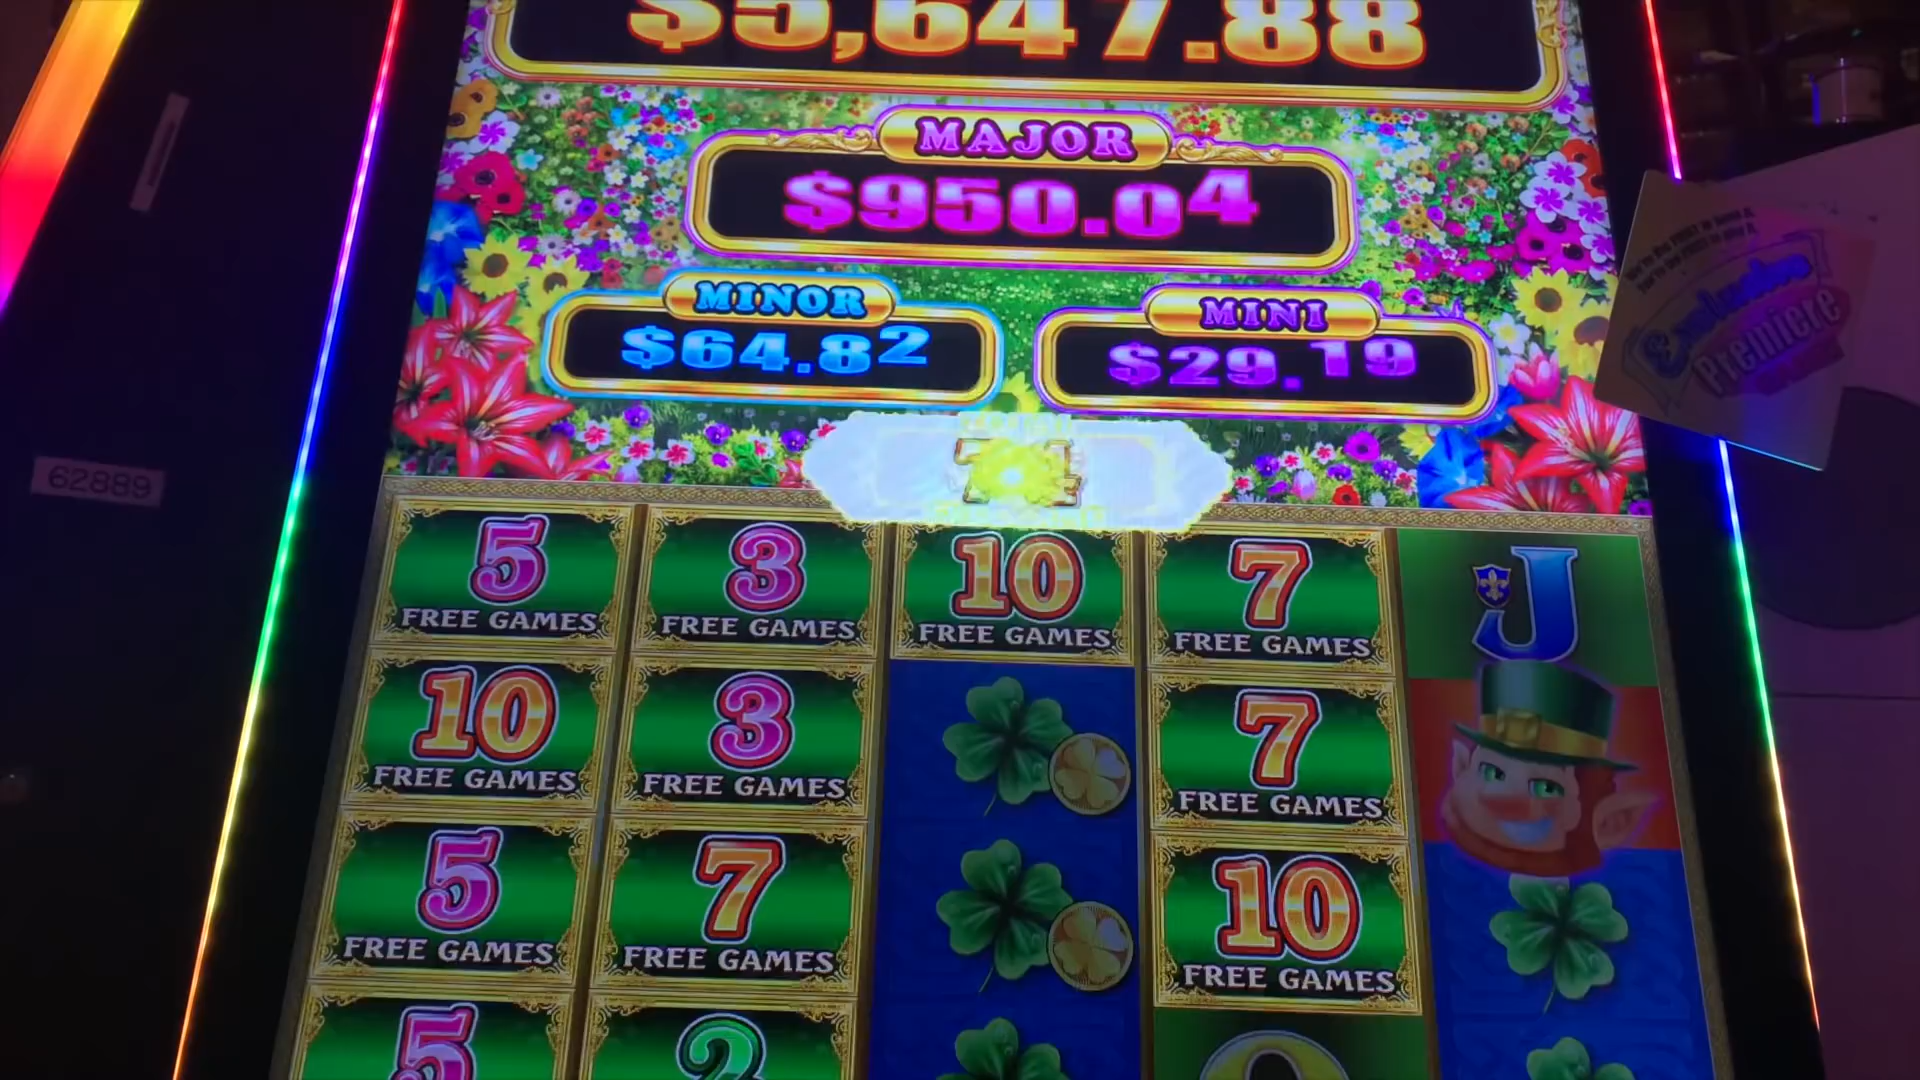 $5,647.88
MAJOR
$950.04
MINOR
$64.82
MINI
$29.19
62889
Premiere
5 3 10 7 J
FREE GAMES FREE GAMES FREE GAMES FREE GAMES
10 3 7
FREE GAMES FREE GAMES FREE GAMES
5 7 10
FREE GAMES FREE GAMES FREE GAMES
5 2